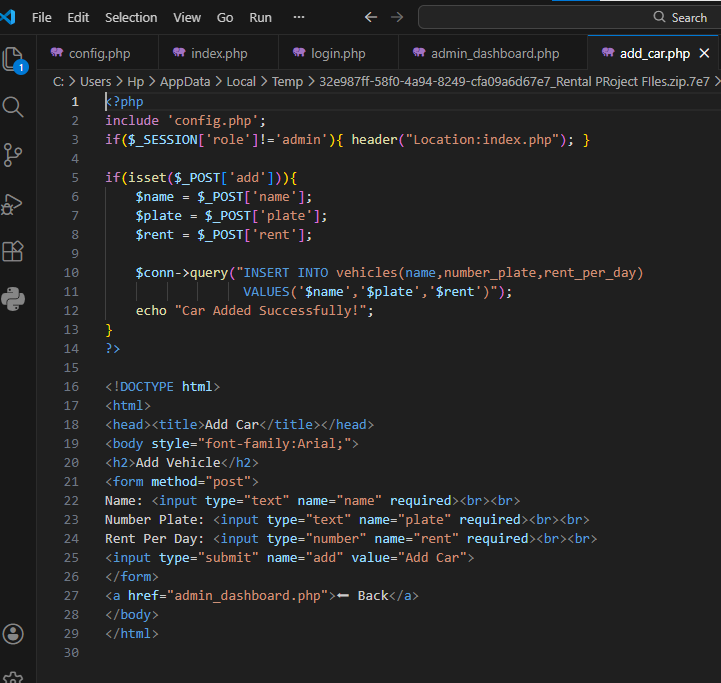 File Edit Selection View Go Run ··· ← → Search
config.php index.php login.php admin_dashboard.php add_car.php ×
C: > Users > Hp > AppData > Local > Temp > 32e987ff-58f0-4a94-8249-cfa09a6d67e7_Rental PRoject FIles.zip.7e7 >
1
1 <?php
2 include 'config.php';
3 if($_SESSION['role']!='admin'){ header("Location:index.php"); }
4
5 if(isset($_POST['add'])){
6     $name = $_POST['name'];
7     $plate = $_POST['plate'];
8     $rent = $_POST['rent'];
9
10     $conn->query("INSERT INTO vehicles(name,number_plate,rent_per_day)
11                   VALUES('$name','$plate','$rent')");
12     echo "Car Added Successfully!";
13 }
14 ?>
15
16 <!DOCTYPE html>
17 <html>
18 <head><title>Add Car</title></head>
19 <body style="font-family:Arial;">
20 <h2>Add Vehicle</h2>
21 <form method="post">
22 Name: <input type="text" name="name" required><br><br>
23 Number Plate: <input type="text" name="plate" required><br><br>
24 Rent Per Day: <input type="number" name="rent" required><br><br>
25 <input type="submit" name="add" value="Add Car">
26 </form>
27 <a href="admin_dashboard.php">⬅ Back</a>
28 </body>
29 </html>
30